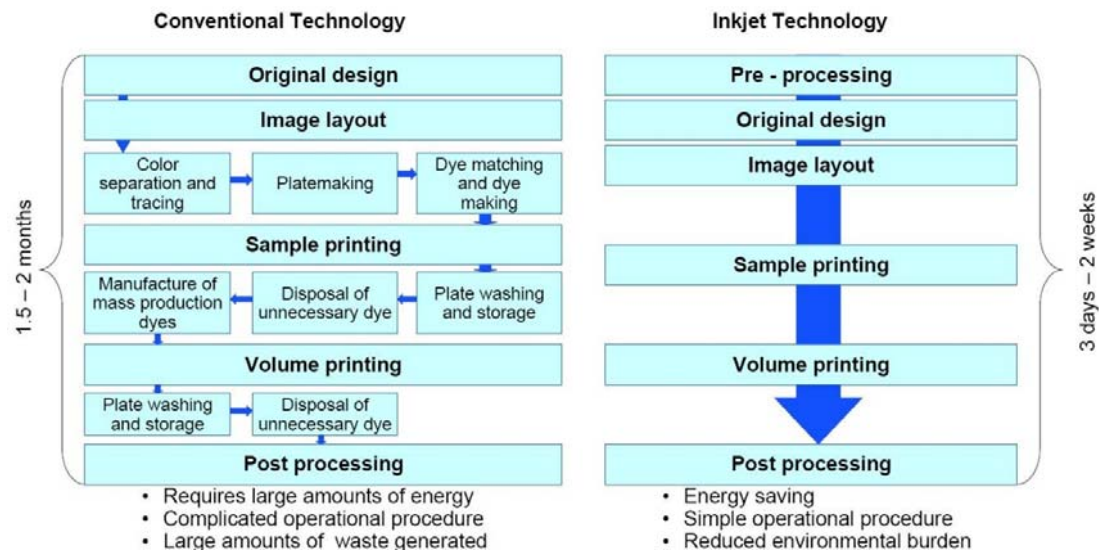 Conventional Technology
Original design
Image layout
Color
separation and
tracing
Platemaking
Dye matching
and dye
making
Sample printing
Manufacture of
mass production
dyes
Disposal of
unnecessary dye
Plate washing
and storage
Volume printing
Plate washing
and storage
Disposal of
unnecessary dye
Post processing
1.5 – 2 months
• Requires large amounts of energy
• Complicated operational procedure
• Large amounts of waste generated
Inkjet Technology
Pre - processing
Original design
Image layout
Sample printing
Volume printing
Post processing
3 days – 2 weeks
• Energy saving
• Simple operational procedure
• Reduced environmental burden